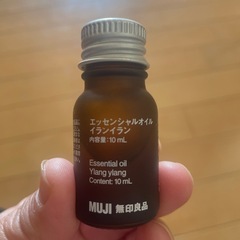 エッセンシャルオイル
イランイラン
内容量:10 mL
Essential oil
Ylang ylang
Content: 10 mL
MUJI 無印良品